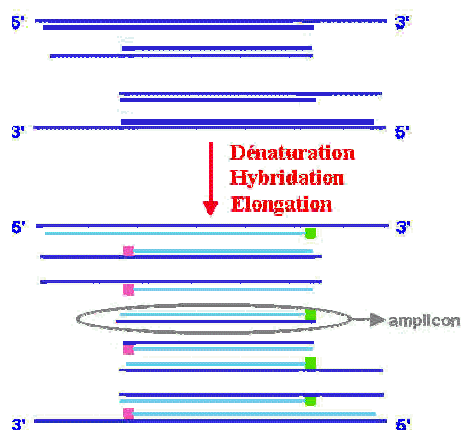 5' 3'
3' 5'
Dénaturation
Hybridation
Elongation
5' 3'
amplicon
3' 5'